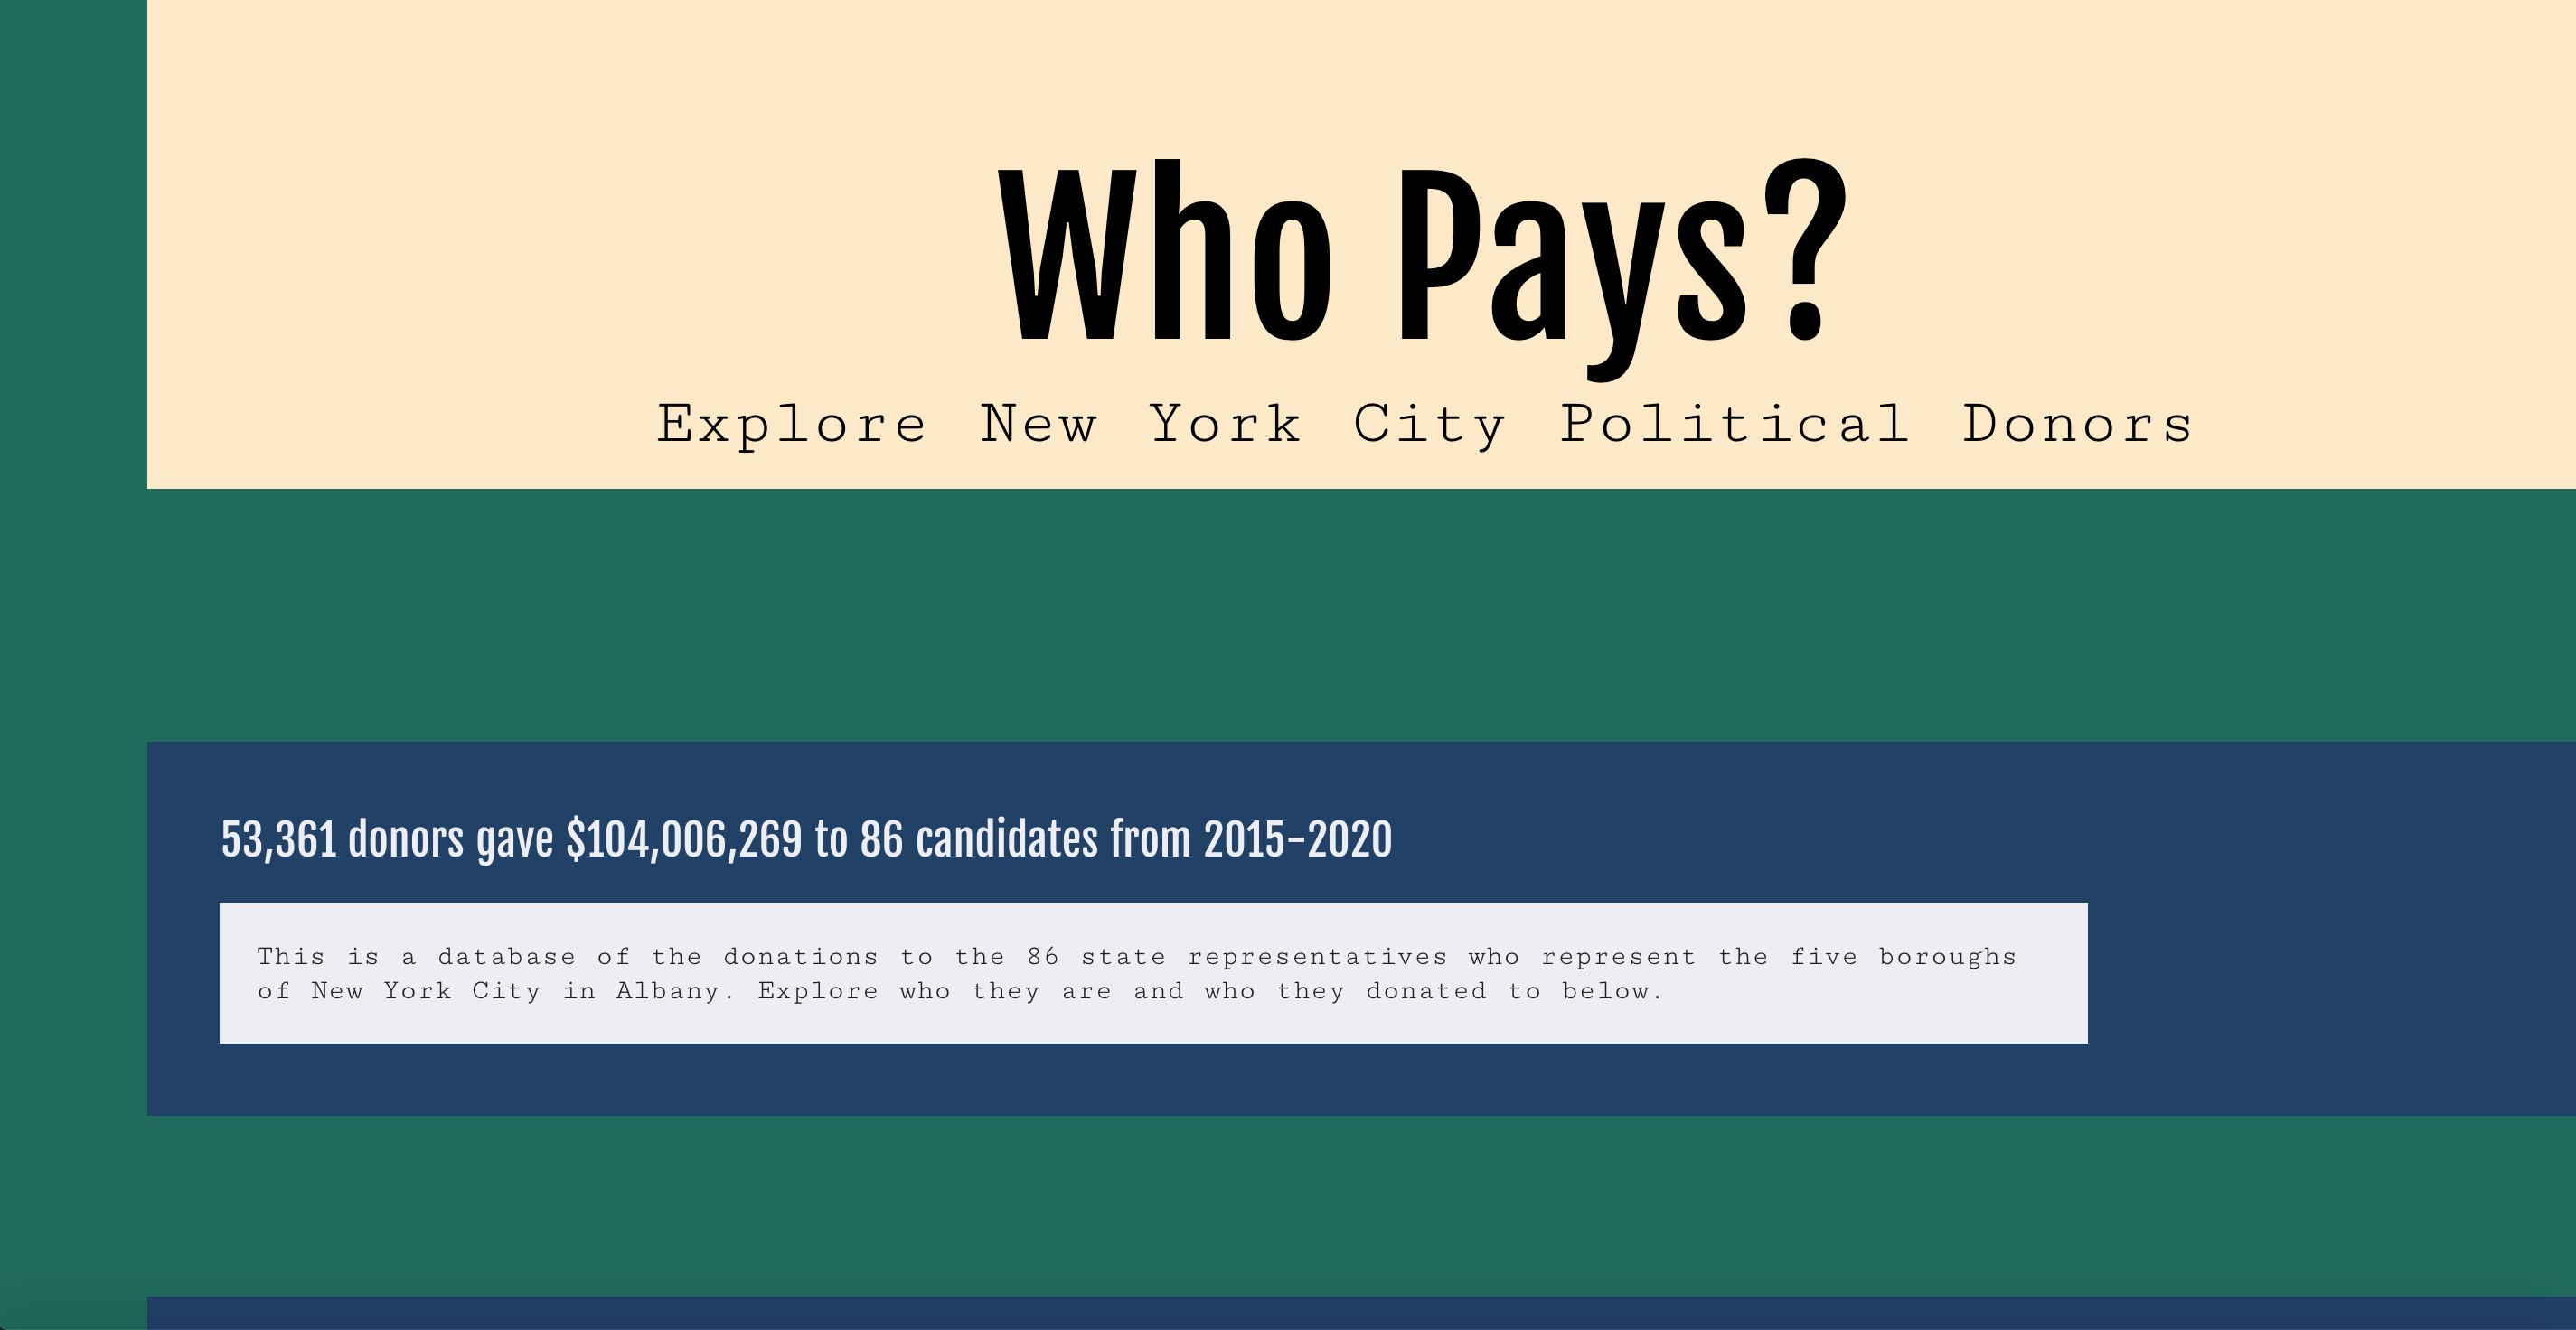 Who Pays?
Explore New York City Political Donors
53,361 donors gave $104,006,269 to 86 candidates from 2015-2020
This is a database of the donations to the 86 state representatives who represent the five boroughs
of New York City in Albany. Explore who they are and who they donated to below.